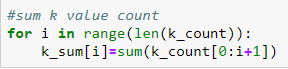 #sum k value count
for i in range(len(k_count)):
    k_sum[i]=sum(k_count[0:i+1])